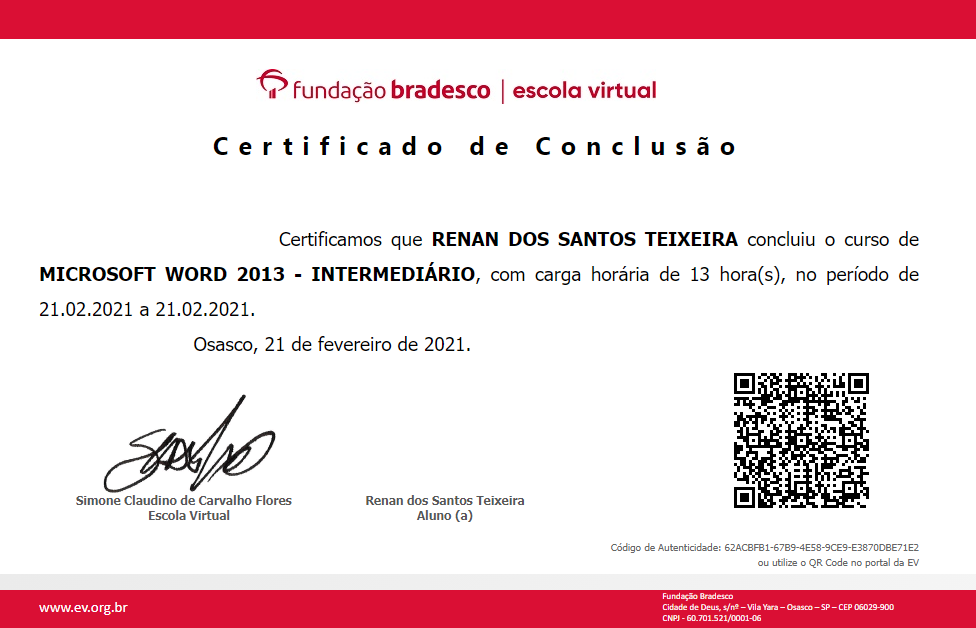 fundação bradesco | escola virtual
Certificado de Conclusão
Certificamos que RENAN DOS SANTOS TEIXEIRA concluiu o curso de
MICROSOFT WORD 2013 - INTERMEDIÁRIO, com carga horária de 13 hora(s), no período de
21.02.2021 a 21.02.2021.
Osasco, 21 de fevereiro de 2021.
Simone Claudino de Carvalho Flores
Escola Virtual
Renan dos Santos Teixeira
Aluno (a)
Código de Autenticidade: 62ACBFB1-67B9-4E58-9CE9-E3870DBE71E2
ou utilize o QR Code no portal da EV
www.ev.org.br
Fundação Bradesco
Cidade de Deus, s/nº – Vila Yara – Osasco – SP – CEP 06029-900
CNPJ - 60.701.521/0001-06